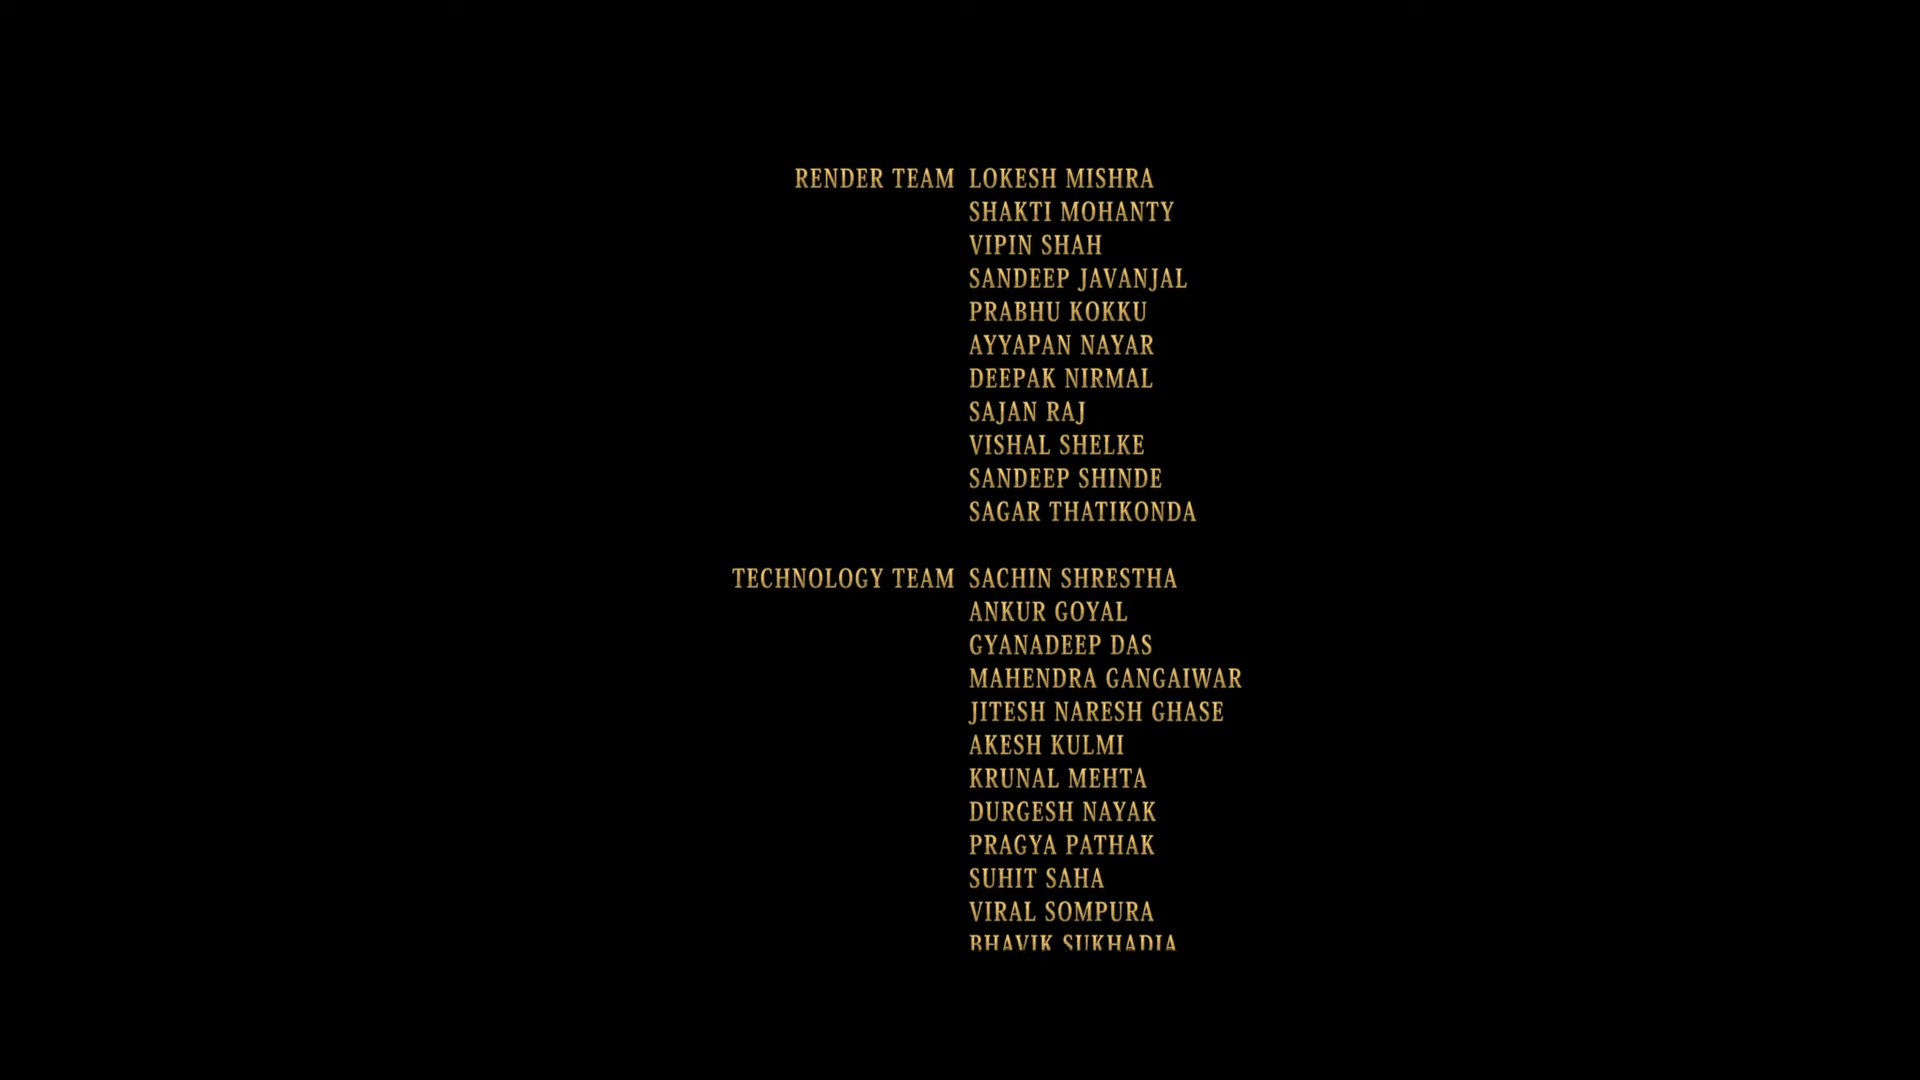 RENDER TEAM LOKESH MISHRA
SHAKTI MOHANTY
VIPIN SHAH
SANDEEP JAVANJAL
PRABHU KOKKU
AYYAPAN NAYAR
DEEPAK NIRMAL
SAJAN RAJ
VISHAL SHELKE
SANDEEP SHINDE
SAGAR THATIKONDA
TECHNOLOGY TEAM SACHIN SHRESTHA
ANKUR GOYAL
GYANADEEP DAS
MAHENDRA GANGAIWAR
JITESH NARESH GHASE
AKESH KULMI
KRUNAL MEHTA
DURGESH NAYAK
PRAGYA PATHAK
SUHIT SAHA
VIRAL SOMPURA
BHAVIK SUKHADIA